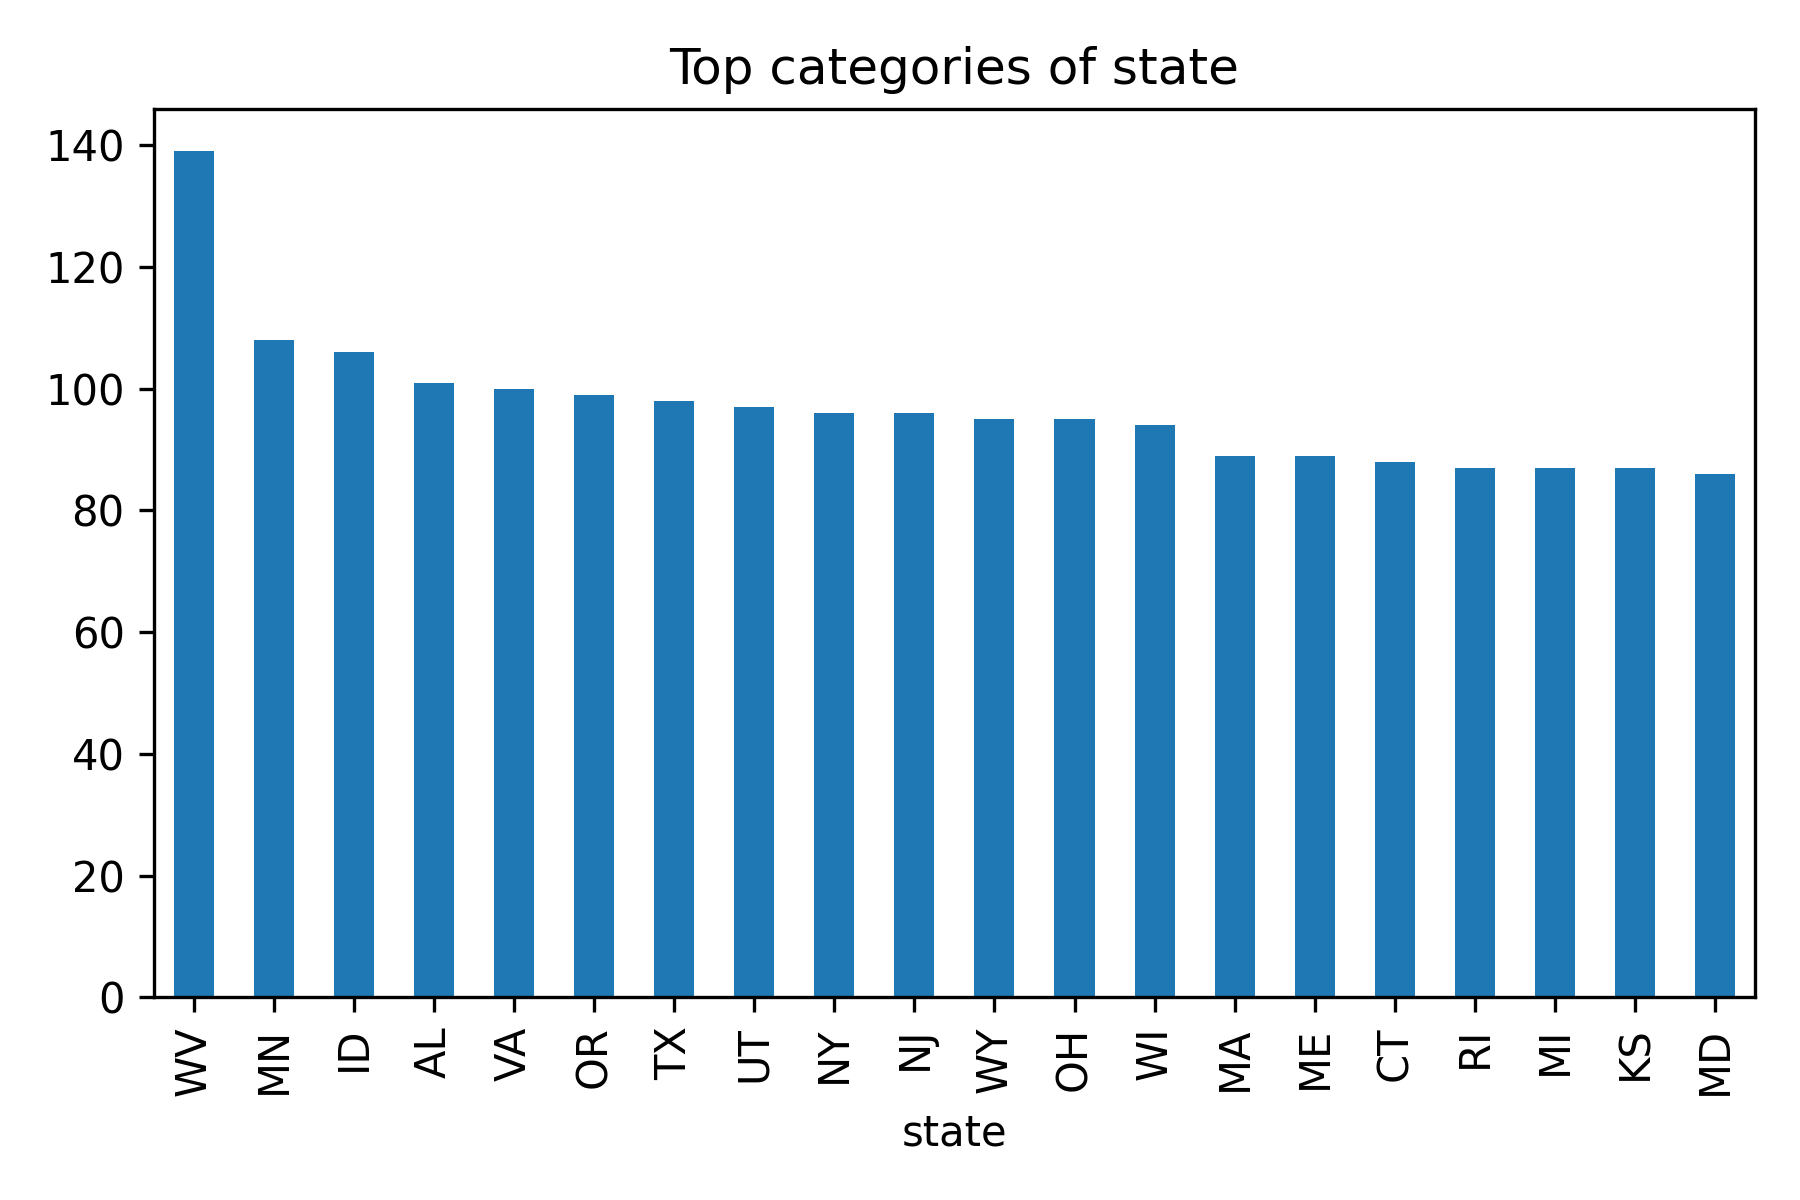 Top categories of state
140
120
100
80
60
40
20
0
WV MN ID AL VA OR TX UT NY NJ WY OH WI MA ME CT RI MI KS MD
state